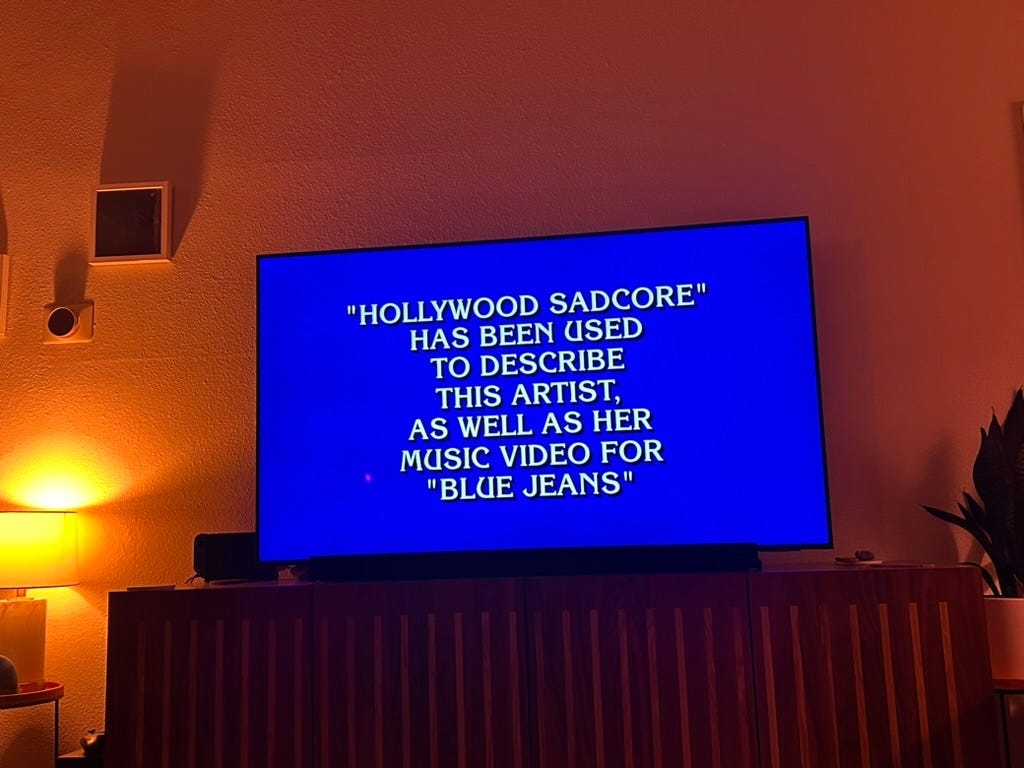 "HOLLYWOOD SADCORE"
HAS BEEN USED
TO DESCRIBE
THIS ARTIST,
AS WELL AS HER
MUSIC VIDEO FOR
"BLUE JEANS"